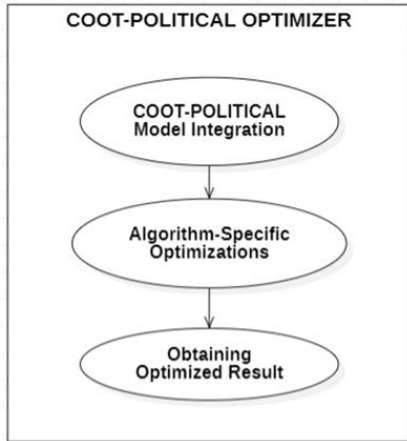 COOT-POLITICAL OPTIMIZER
COOT-POLITICAL
Model Integration
Algorithm-Specific
Optimizations
Obtaining
Optimized Result